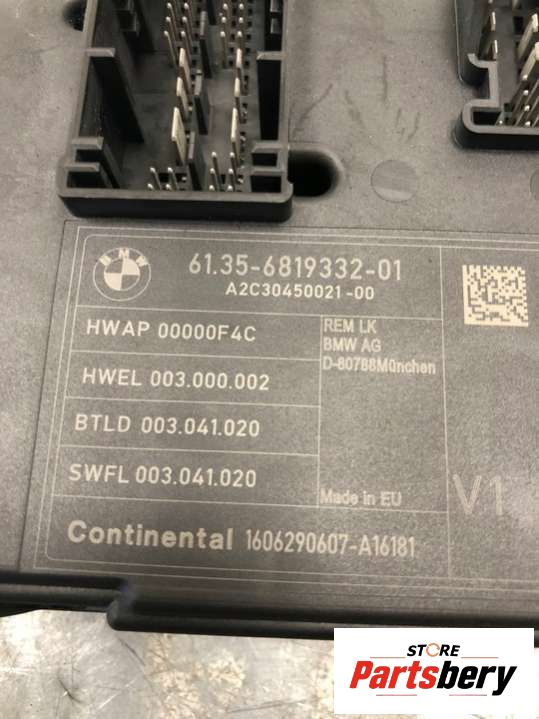 BMW
61.35-6819332-01
A2C30450021-00
HWAP 00000F4C
REM LK
BMW AG
D-80788München
HWEL 003.000.002
BTLD 003.041.020
SWFL 003.041.020
Made in EU
V1
Continental 1606290607-A16181
STORE
Partsbery